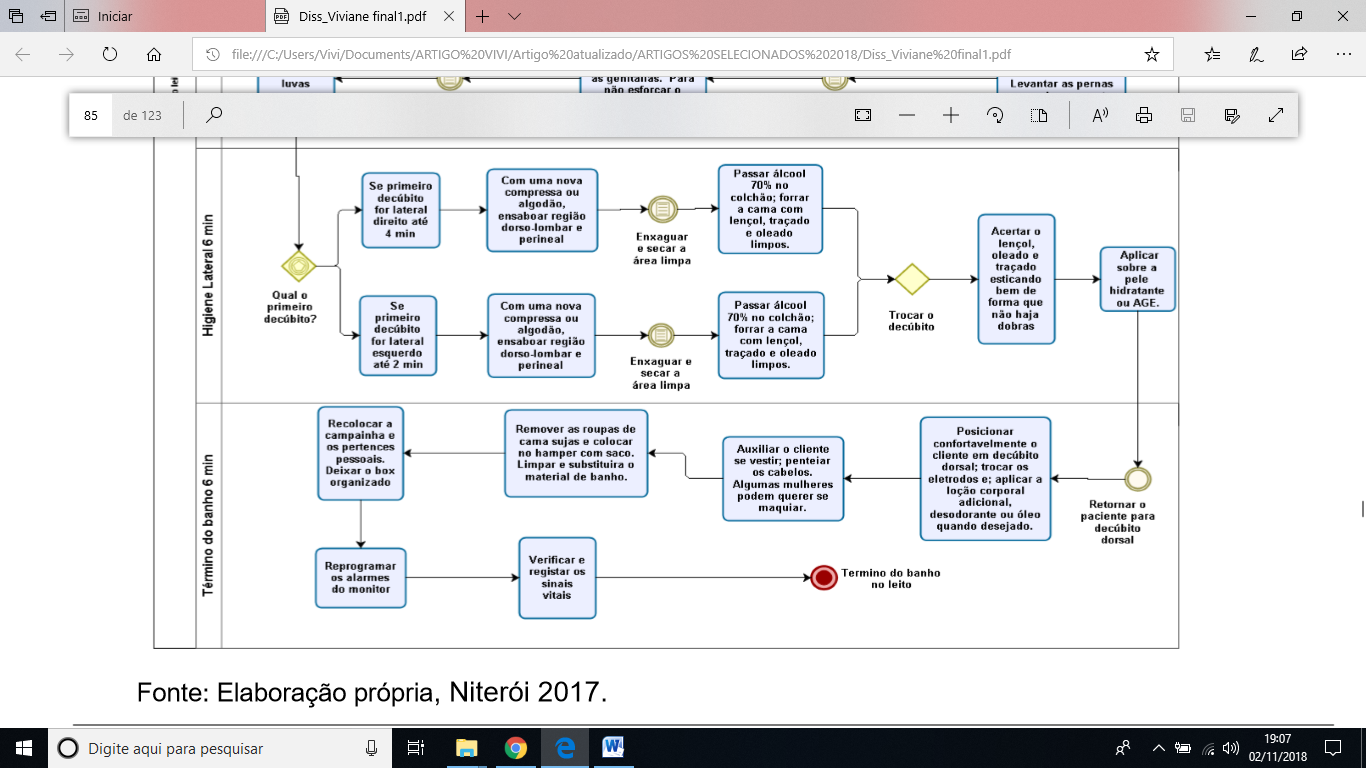 Iniciar
Diss_Viviane final1.pdf
file:///C:/Users/Vivi/Documents/ARTIGO%20VIVI/Artigo%20atualizado/ARTIGOS%20SELECIONADOS%202018/Diss_Viviane%20final1.pdf
luvas
as genitálias. Para
não esforçar o
Levantar as pernas
85
de 123
Higiene Lateral 6 min
Qual o
primeiro
decúbito?
Se primeiro
decúbito
for lateral
direito até
4 min
Com uma nova
compressa ou
algodão,
ensaboar região
dorso-lombar e
perineal
Enxaguar
e secar a
área limpa
Passar álcool
70% no
colchão; forrar
a cama com
lençol, traçado
e oleado
limpos.
Se
primeiro
decúbito
for lateral
esquerdo
até 2 min
Com uma nova
compressa ou
algodão,
ensaboar região
dorso-lombar e
perineal
Enxaguar e
secar a
área limpa
Passar álcool
70% no colchão;
forrar a cama
com lençol,
traçado e oleado
limpos.
Trocar o
decúbito
Acertar o
lençol,
oleado e
traçado
esticando
bem de
forma que
não haja
dobras
Aplicar
sobre a
pele
hidratante
ou AGE.
Término do banho 6 min
Retornar o
paciente para
decúbito
dorsal
Posicionar
confortavelmente o
cliente em decúbito
dorsal; trocar os
eletrodos e; aplicar a
loção corporal
adicional,
desodorante ou óleo
quando desejado.
Auxiliar o cliente
se vestir; penteiar
os cabelos.
Algumas mulheres
podem querer se
maquiar.
Remover as roupas de
cama sujas e colocar
no hamper com saco.
Limpar e substituira o
material de banho.
Recolocar a
campainha e
os pertences
pessoais.
Deixar o box
organizado
Reprogramar
os alarmes
do monitor
Verificar e
registar os
sinais
vitais
Termino do banho
no leito
Fonte: Elaboração própria, Niterói 2017.
Digite aqui para pesquisar
19:07
02/11/2018